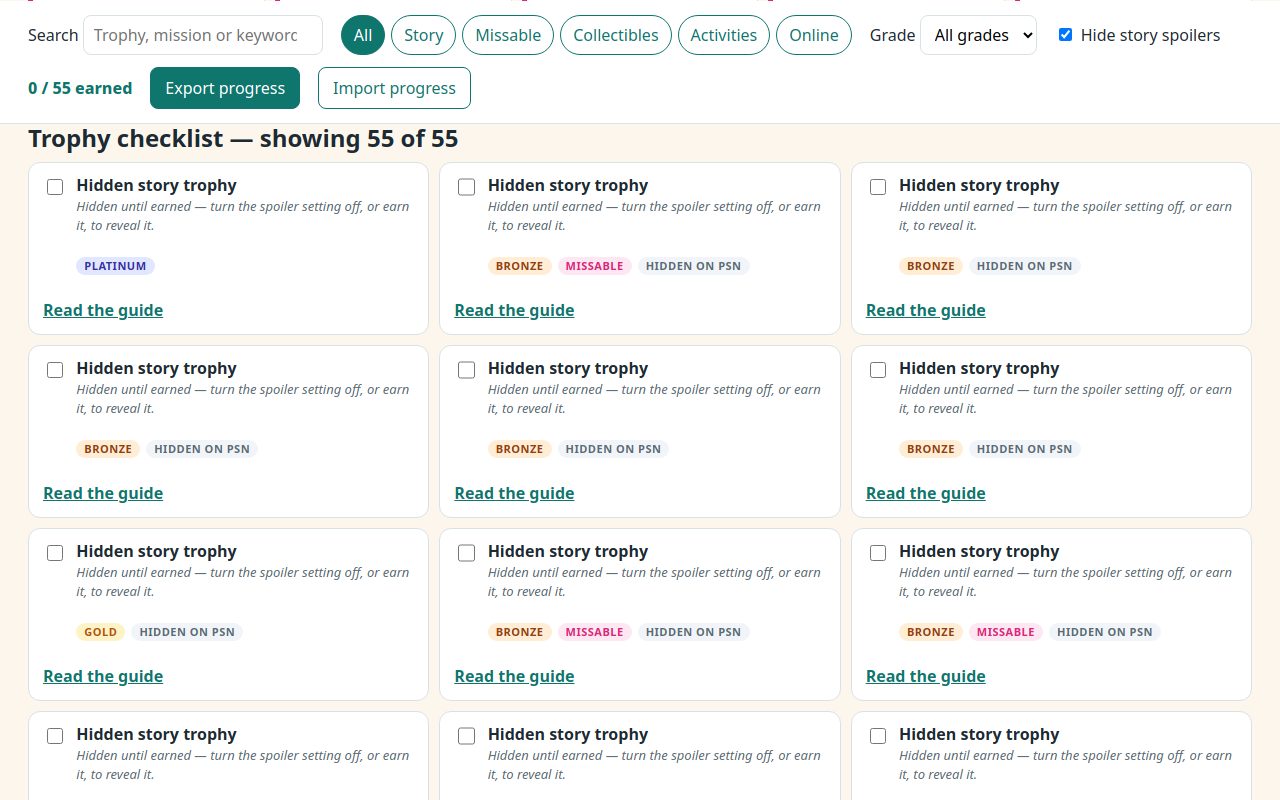 Search Trophy, mission or keyword All Story Missable Collectibles Activities Online Grade All grades Hide story spoilers
0 / 55 earned Export progress Import progress
Trophy checklist — showing 55 of 55
Hidden story trophy
Hidden until earned — turn the spoiler setting off, or earn
it, to reveal it.
PLATINUM
Read the guide
Hidden story trophy
Hidden until earned — turn the spoiler setting off, or earn
it, to reveal it.
BRONZE MISSABLE HIDDEN ON PSN
Read the guide
Hidden story trophy
Hidden until earned — turn the spoiler setting off, or earn
it, to reveal it.
BRONZE HIDDEN ON PSN
Read the guide
Hidden story trophy
Hidden until earned — turn the spoiler setting off, or earn
it, to reveal it.
BRONZE HIDDEN ON PSN
Read the guide
Hidden story trophy
Hidden until earned — turn the spoiler setting off, or earn
it, to reveal it.
BRONZE HIDDEN ON PSN
Read the guide
Hidden story trophy
Hidden until earned — turn the spoiler setting off, or earn
it, to reveal it.
BRONZE HIDDEN ON PSN
Read the guide
Hidden story trophy
Hidden until earned — turn the spoiler setting off, or earn
it, to reveal it.
GOLD HIDDEN ON PSN
Read the guide
Hidden story trophy
Hidden until earned — turn the spoiler setting off, or earn
it, to reveal it.
BRONZE MISSABLE HIDDEN ON PSN
Read the guide
Hidden story trophy
Hidden until earned — turn the spoiler setting off, or earn
it, to reveal it.
BRONZE MISSABLE HIDDEN ON PSN
Read the guide
Hidden story trophy
Hidden until earned — turn the spoiler setting off, or earn
it, to reveal it.
Hidden story trophy
Hidden until earned — turn the spoiler setting off, or earn
it, to reveal it.
Hidden story trophy
Hidden until earned — turn the spoiler setting off, or earn
it, to reveal it.